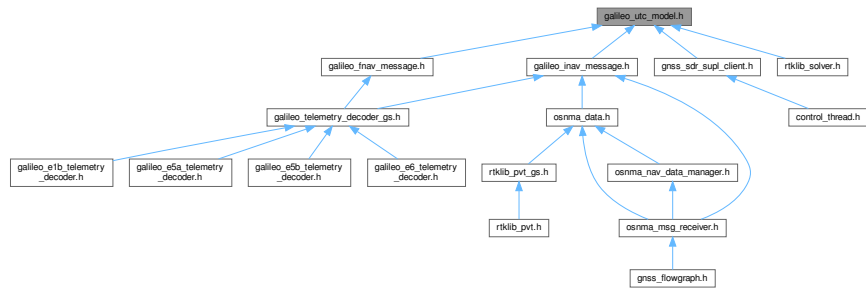 galileo_utc_model.h
galileo_fnav_message.h
galileo_inav_message.h
gnss_sdr_supl_client.h
rtklib_solver.h
galileo_telemetry_decoder_gs.h
osnma_data.h
control_thread.h
galileo_e1b_telemetry
_decoder.h
galileo_e5a_telemetry
_decoder.h
galileo_e5b_telemetry
_decoder.h
galileo_e6_telemetry
_decoder.h
rtklib_pvt_gs.h
osnma_nav_data_manager.h
rtklib_pvt.h
osnma_msg_receiver.h
gnss_flowgraph.h